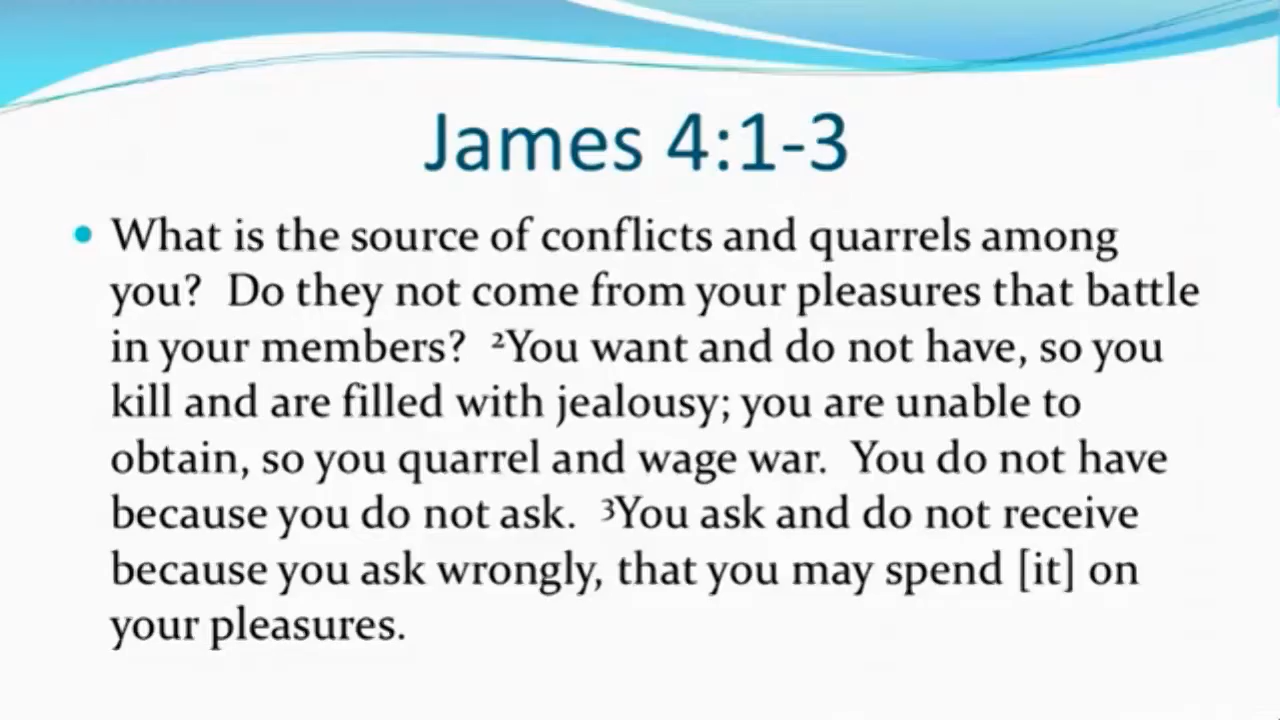 James 4:1-3
• What is the source of conflicts and quarrels among
you?  Do they not come from your pleasures that battle
in your members?  ²You want and do not have, so you
kill and are filled with jealousy; you are unable to
obtain, so you quarrel and wage war.  You do not have
because you do not ask.  ³You ask and do not receive
because you ask wrongly, that you may spend [it] on
your pleasures.